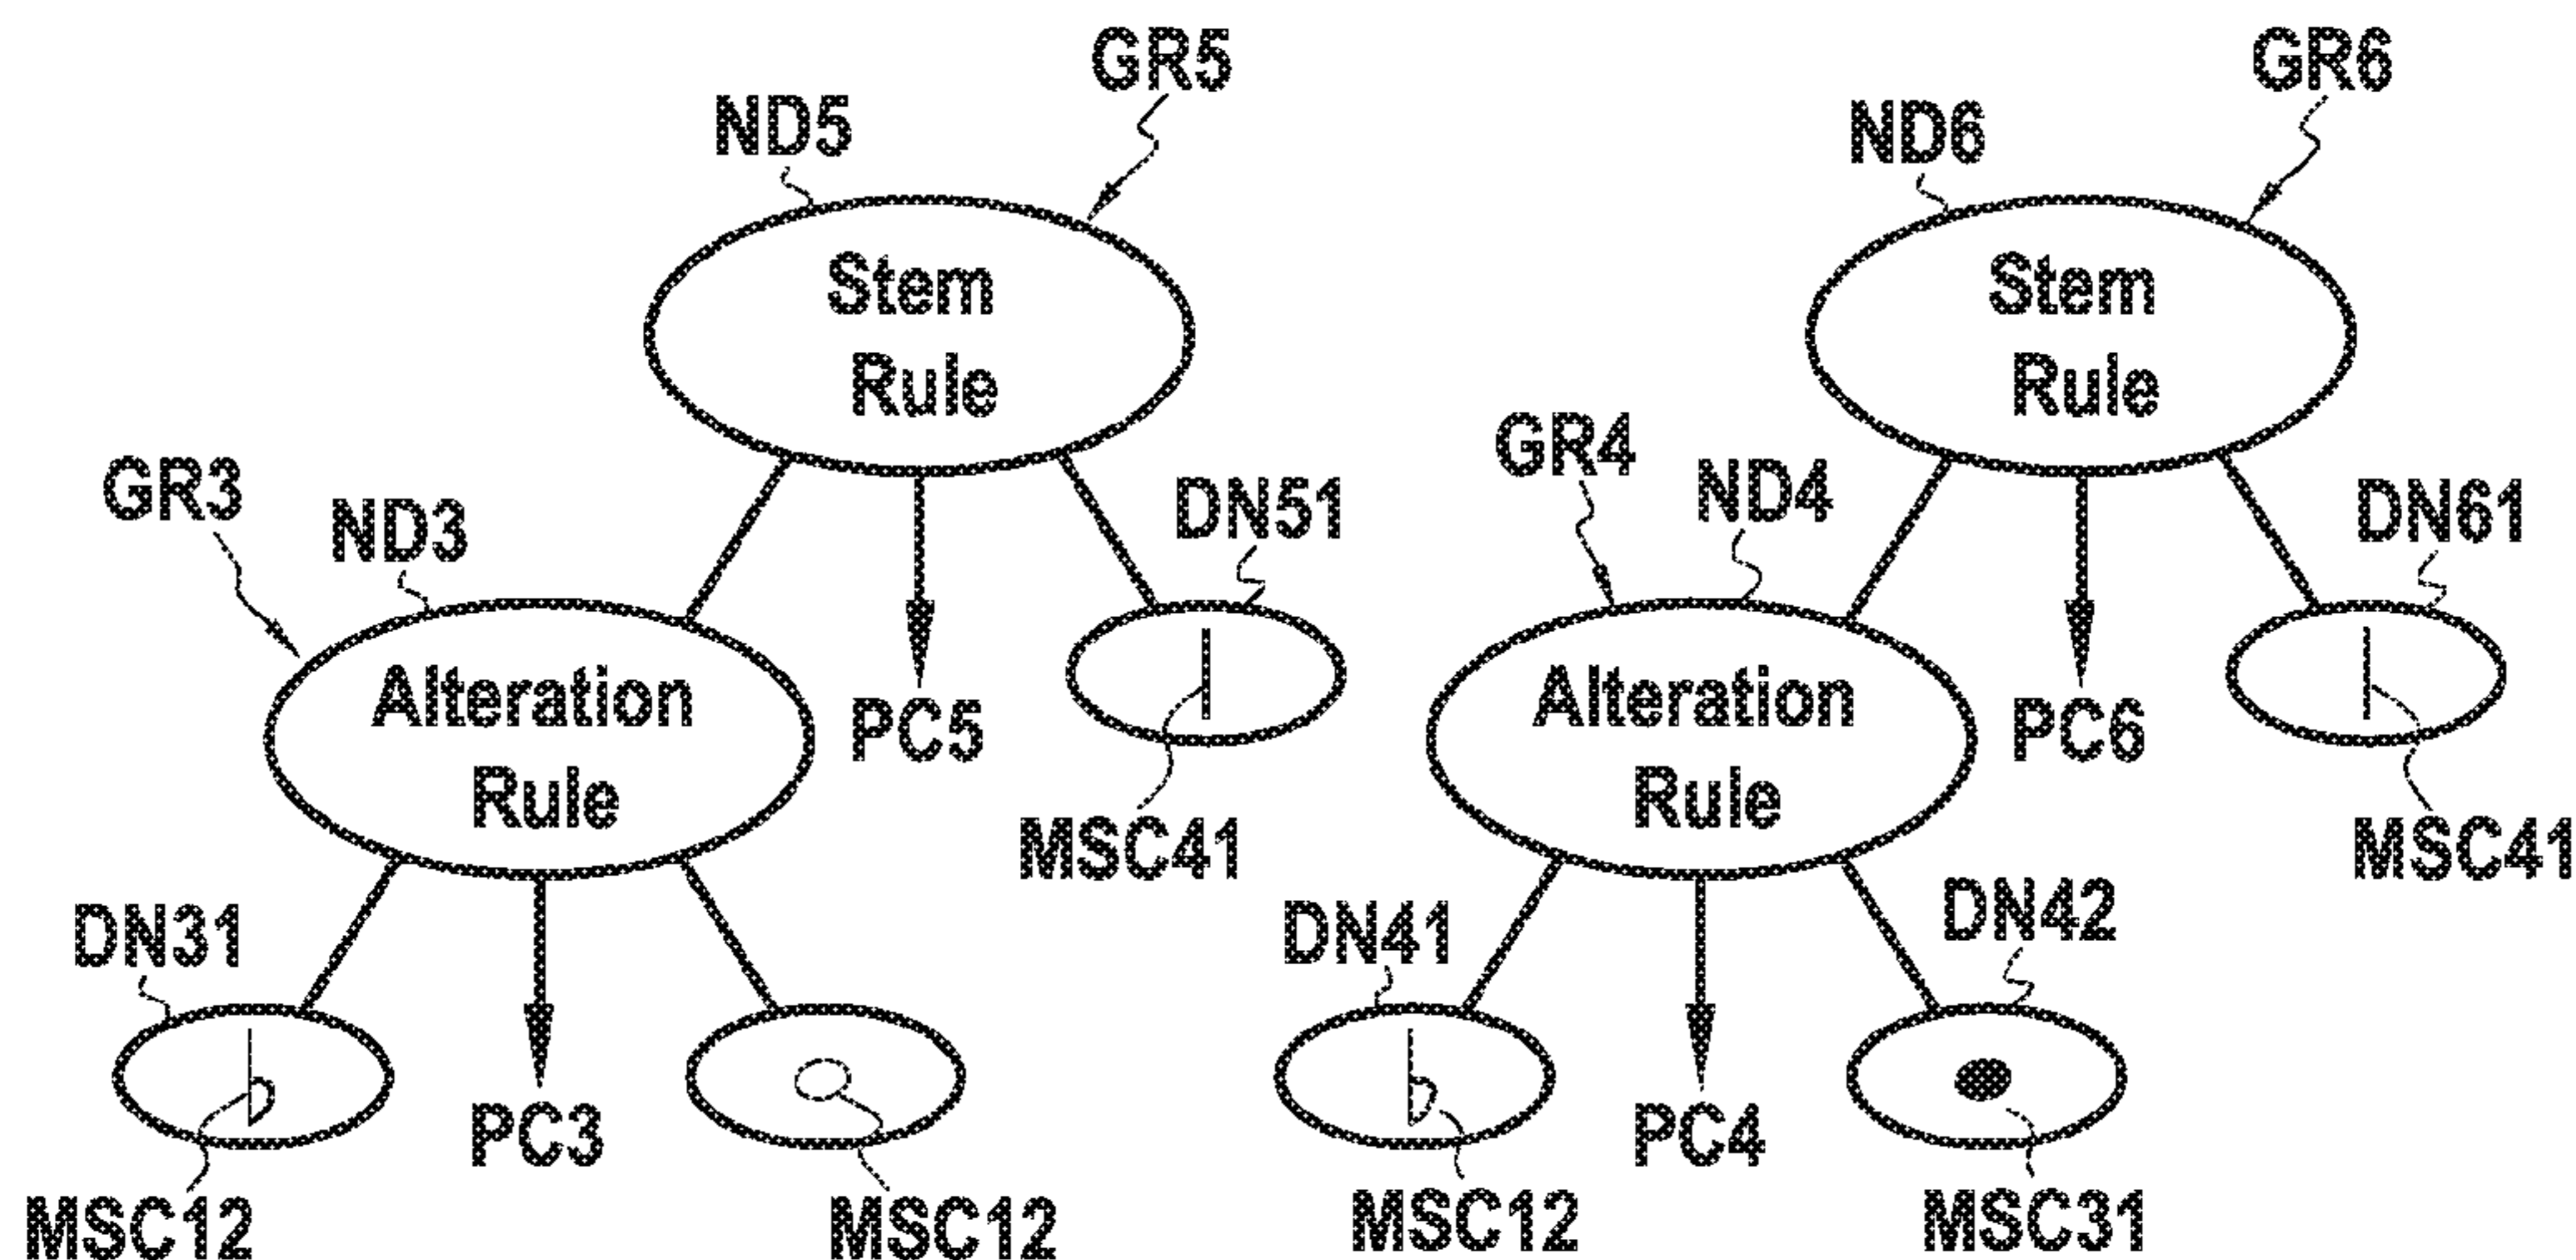 GR5
GR6
ND5
ND6
Stem
Rule
Stem
Rule
GR4
GR3
ND3
ND4
DN51
DN61
Alteration
Rule
PC5
Alteration
Rule
PC6
MSC41
MSC41
DN31
DN41
DN42
PC3
PC4
MSC12
MSC12
MSC12
MSC31